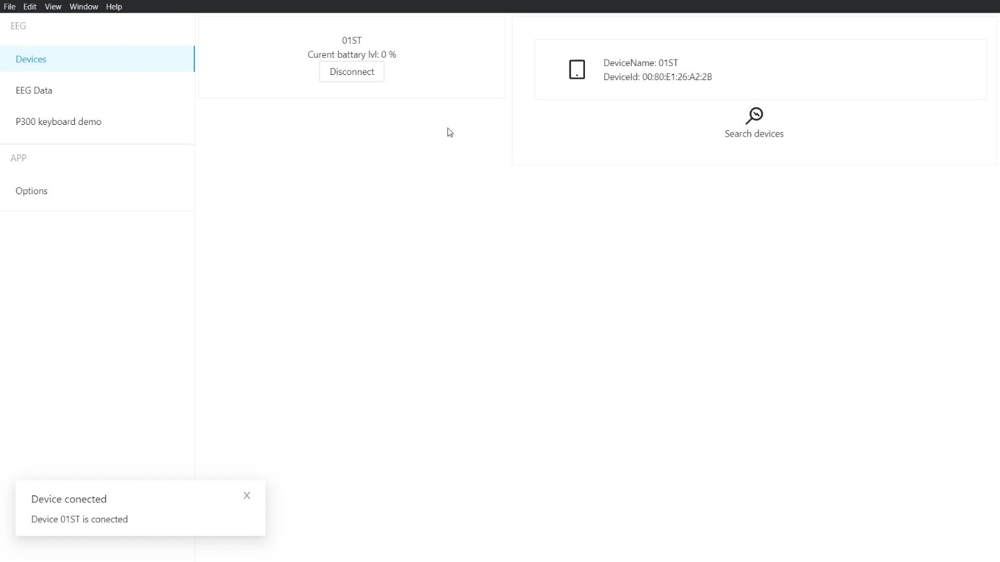 File Edit View Window Help
EEG
Devices
EEG Data
P300 keyboard demo
APP
Options
01ST
Curent battary lvl: 0 %
Disconnect
DeviceName: 01ST
DeviceId: 00:80:E1:26:A2:2B
Search devices
Device conected
Device 01ST is conected